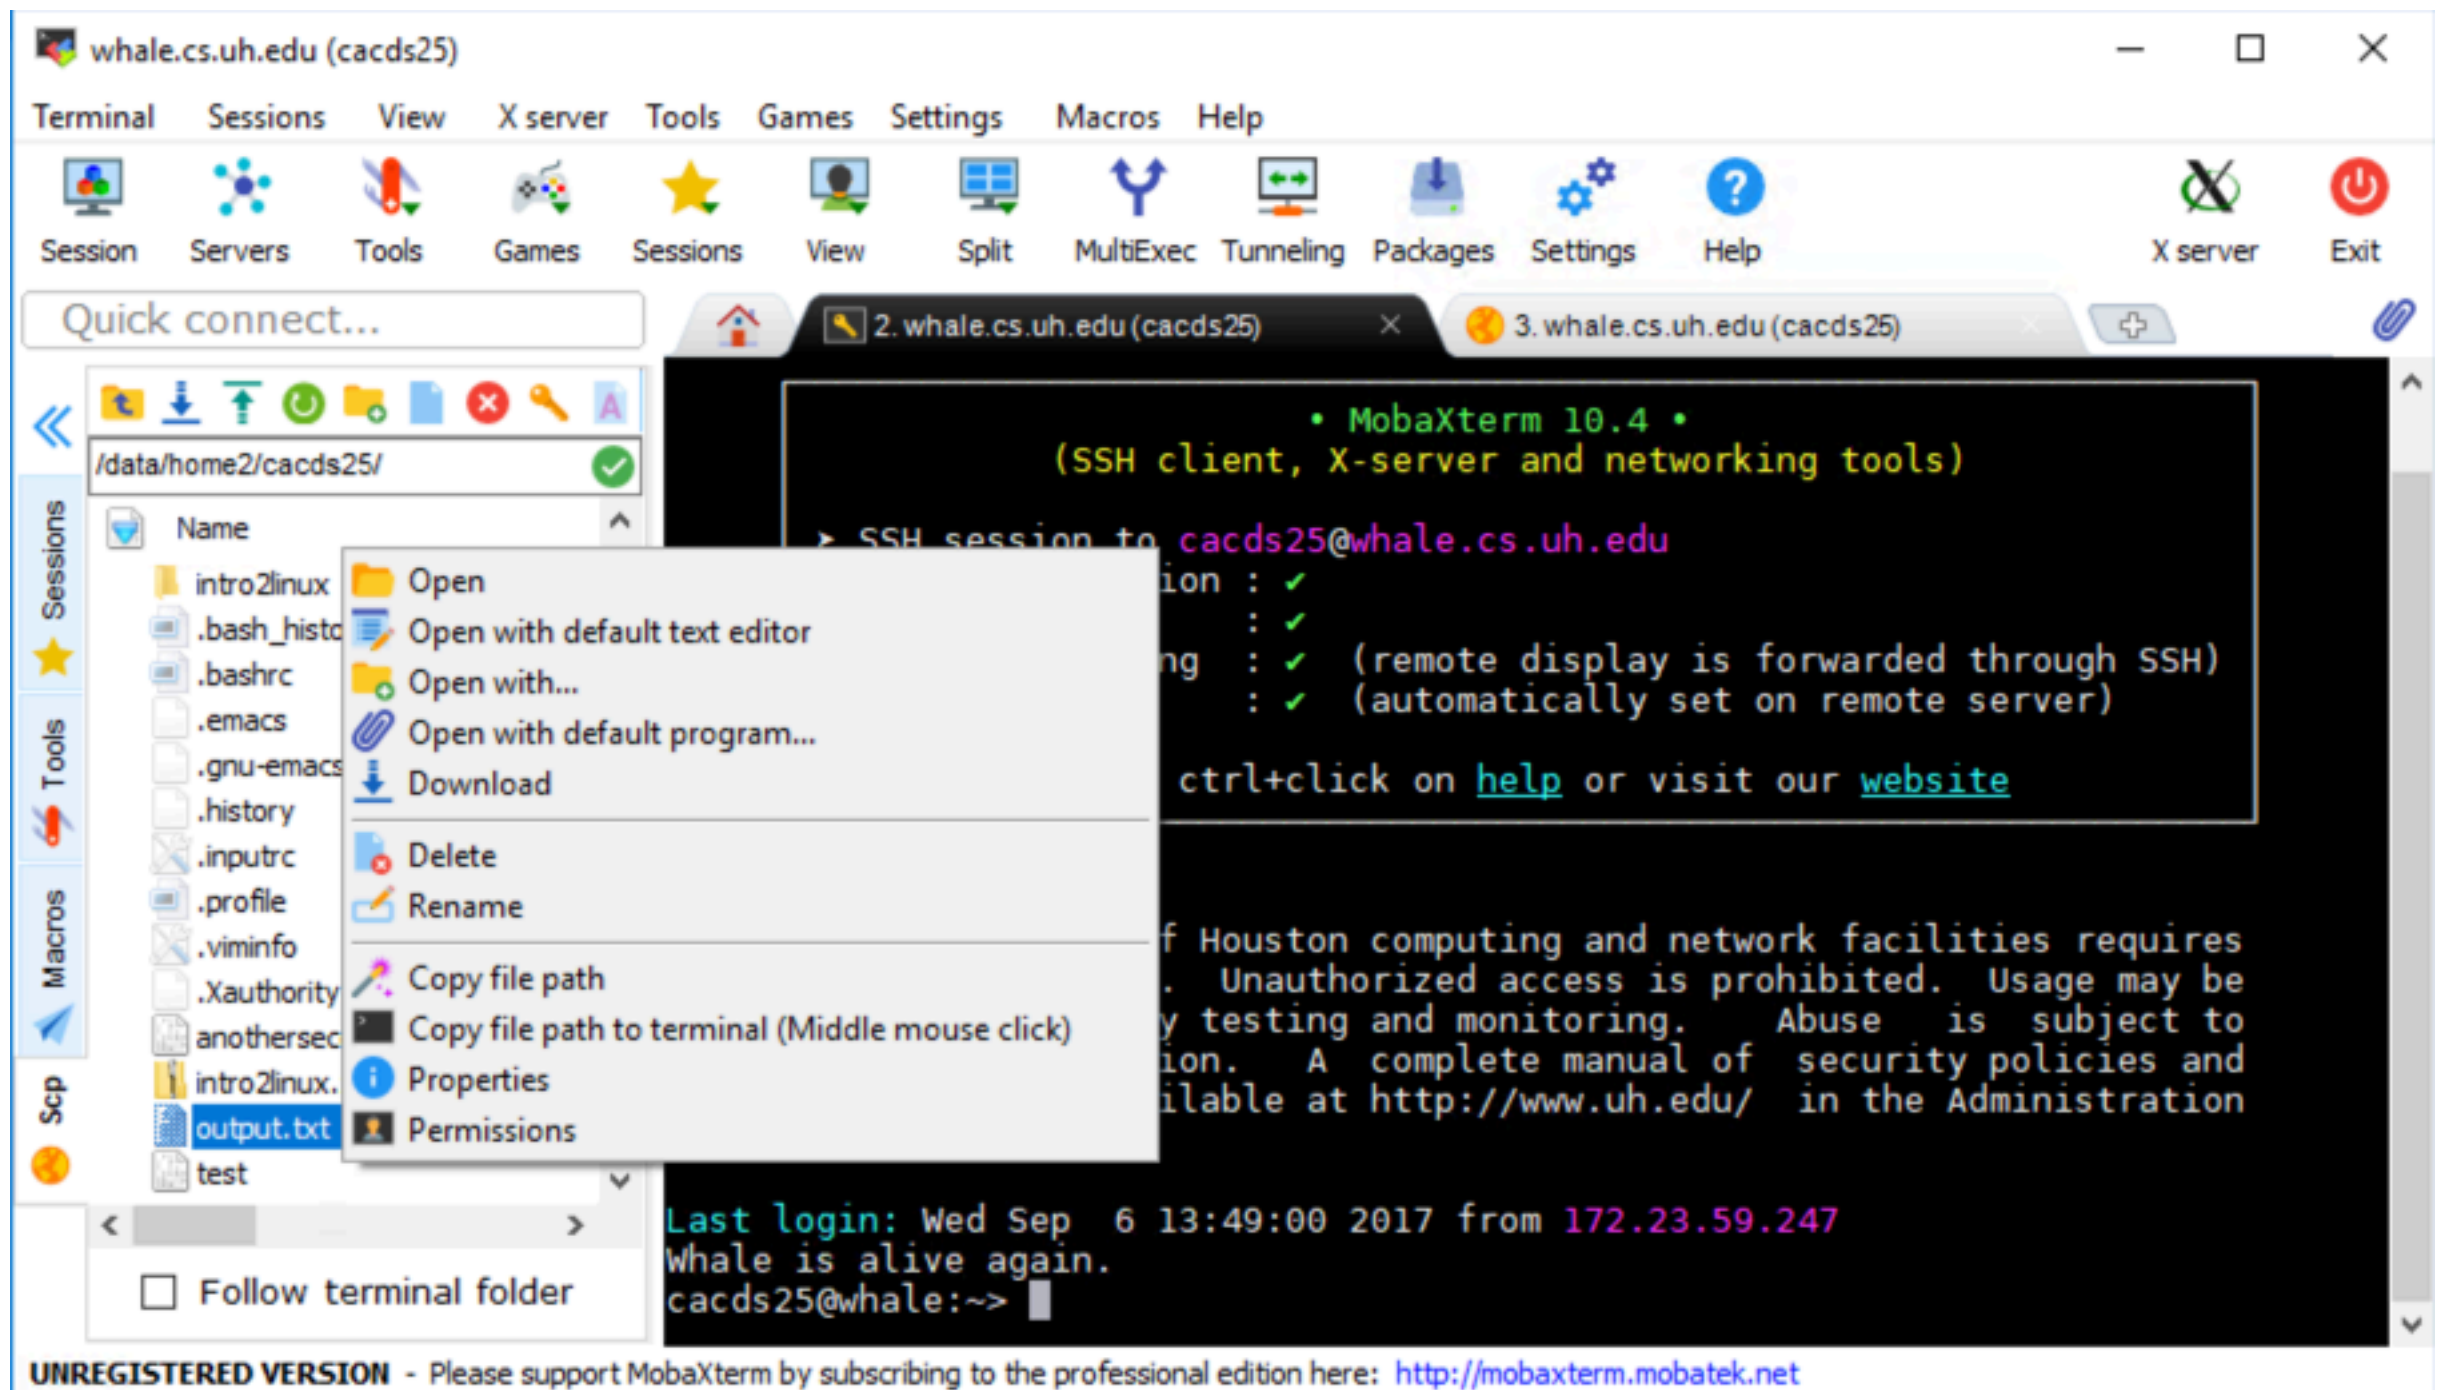 whale.cs.uh.edu (cacds25)
Terminal Sessions View X server Tools Games Settings Macros Help
Session Servers Tools Games Sessions View Split MultiExec Tunneling Packages Settings Help X server Exit
Quick connect...
2. whale.cs.uh.edu (cacds25)
3. whale.cs.uh.edu (cacds25)
/data/home2/cacds25/
Sessions
Tools
Macros
Scp
Name
intro2linux
.bash_histo
.bashrc
.emacs
.gnu-emacs
.history
.inputrc
.profile
.viminfo
.Xauthority
anothersec
intro2linux.
output.txt
test
Follow terminal folder
Open
Open with default text editor
Open with...
Open with default program...
Download
Delete
Rename
Copy file path
Copy file path to terminal (Middle mouse click)
Properties
Permissions
• MobaXterm 10.4 •
(SSH client, X-server and networking tools)
➤ SSH session to cacds25@whale.cs.uh.edu
ion : ✔
: ✔
ng : ✔ (remote display is forwarded through SSH)
: ✔ (automatically set on remote server)
ctrl+click on help or visit our website
f Houston computing and network facilities requires
. Unauthorized access is prohibited. Usage may be
y testing and monitoring. Abuse is subject to
ion. A complete manual of security policies and
ilable at http://www.uh.edu/ in the Administration
Last login: Wed Sep 6 13:49:00 2017 from 172.23.59.247
Whale is alive again.
cacds25@whale:~>
UNREGISTERED VERSION - Please support MobaXterm by subscribing to the professional edition here: http://mobaxterm.mobatek.net